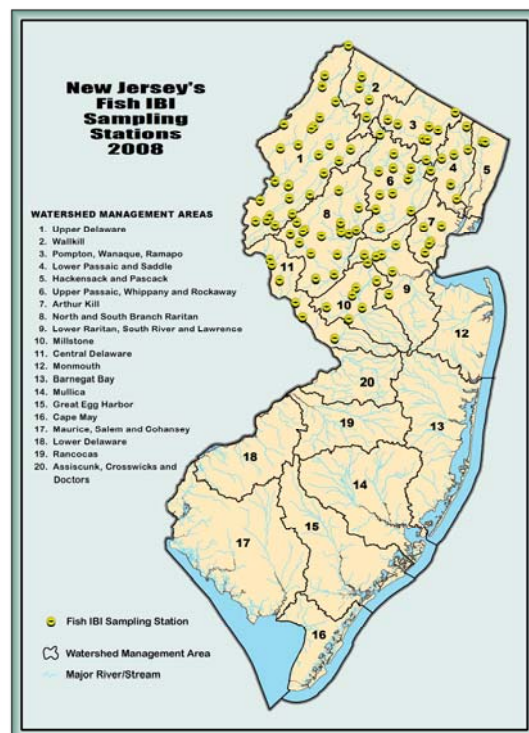 New Jersey's
Fish IBI
Sampling
Stations
2008
WATERSHED MANAGEMENT AREAS
1. Upper Delaware
2. Wallkill
3. Pompton, Wanaque, Ramapo
4. Lower Passaic and Saddle
5. Hackensack and Pascack
6. Upper Passaic, Whippany and Rockaway
7. Arthur Kill
8. North and South Branch Raritan
9. Lower Raritan, South River and Lawrence
10. Millstone
11. Central Delaware
12. Monmouth
13. Barnegat Bay
14. Mullica
15. Great Egg Harbor
16. Cape May
17. Maurice, Salem and Cohansey
18. Lower Delaware
19. Rancocas
20. Assiscunk, Crosswicks and
Doctors
Fish IBI Sampling Station
Watershed Management Area
Major River/Stream
2
3
1
4
5
6
8
7
11
9
10
12
20
19
13
18
14
15
17
16